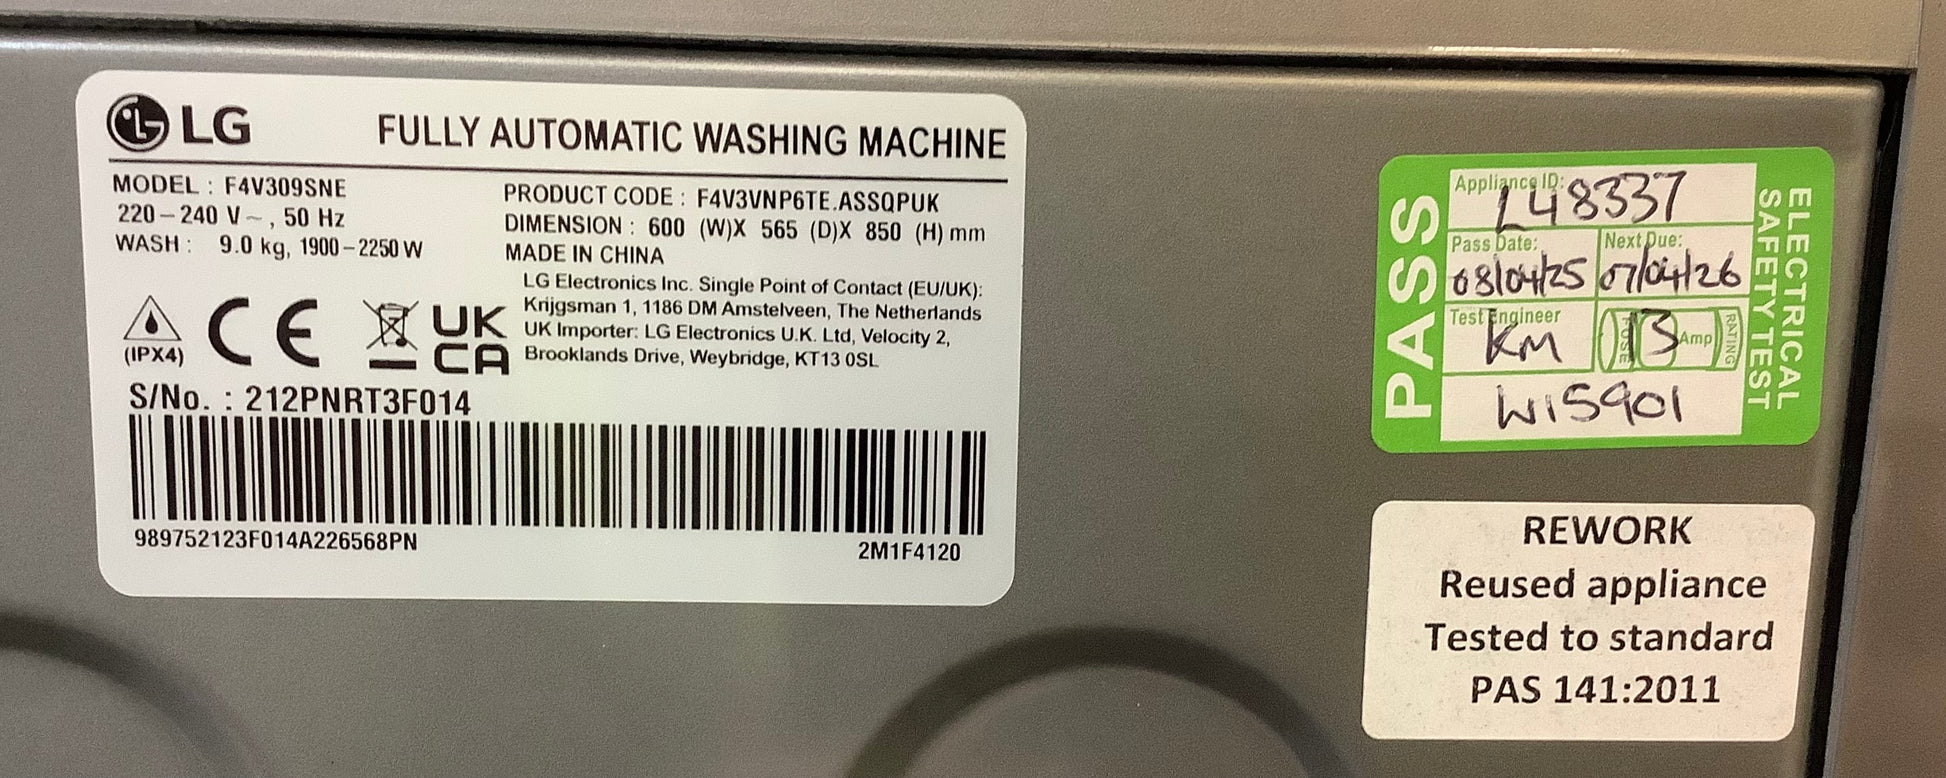 LG
FULLY AUTOMATIC WASHING MACHINE
MODEL : F4V309SNE
220-240 V~, 50 Hz
WASH : 9.0 kg, 1900-2250 W
PRODUCT CODE : F4V3VNP6TE.ASSQPUK
DIMENSION : 600 (W)X 565 (D)X 850 (H) mm
MADE IN CHINA
LG Electronics Inc. Single Point of Contact (EU/UK):
Krijgsman 1, 1186 DM Amstelveen, The Netherlands
UK Importer: LG Electronics U.K. Ltd, Velocity 2,
Brooklands Drive, Weybridge, KT13 0SL
(IPX4)
CE
UK
CA
S/No. : 212PNRT3F014
989752123F014A226568PN
2M1F4120
PASS
Appliance ID: L48337
Pass Date: 08/04/25
Next Due: 07/04/26
Test Engineer KM
FUSE 13 Amp RATING
W15901
ELECTRICAL
SAFETY TEST
REWORK
Reused appliance
Tested to standard
PAS 141:2011